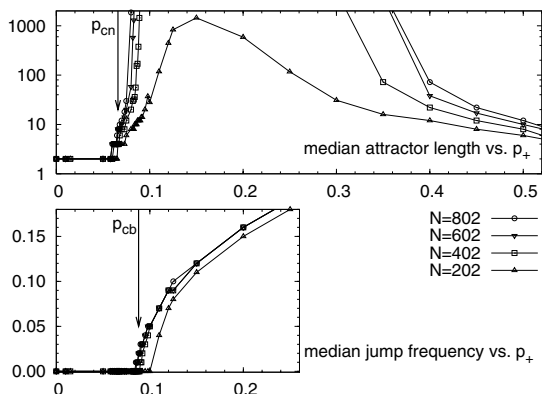 1000
100
10
1
p_cn
median attractor length vs. p_+
0 0.1 0.2 0.3 0.4 0.5
p_cb
0.15
0.10
0.05
0.00
N=802
N=602
N=402
N=202
median jump frequency vs. p_+
0 0.1 0.2